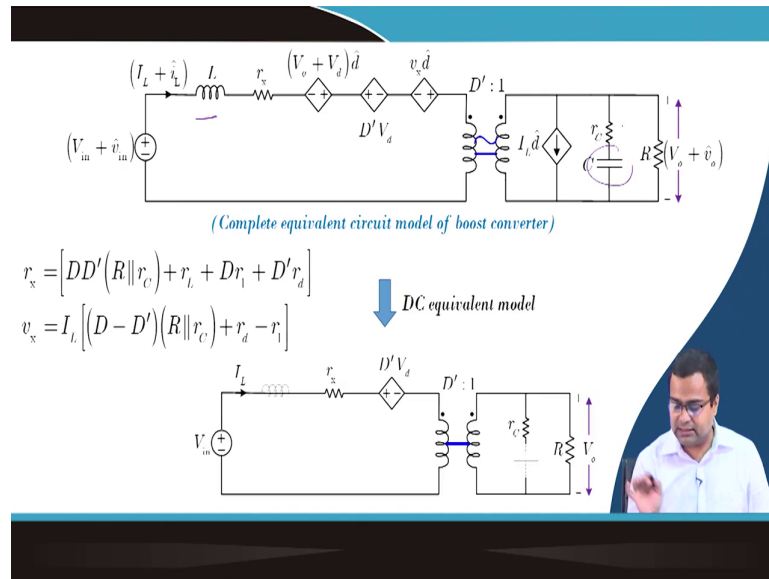 (I_L + î_L) L r_x (V_o + V_d)d̂ v_x d̂ D' : 1
D' V_d
(V_in + v̂_in) I_L d̂ r_C C R (V_o + v̂_o)
(Complete equivalent circuit model of boost converter)
r_x = [DD'(R || r_C) + r_L + Dr_1 + D'r_d]
v_x = I_L [(D − D')(R || r_C) + r_d − r_1]
DC equivalent model
I_L r_x D' V_d D' : 1
V_in r_C R V_o